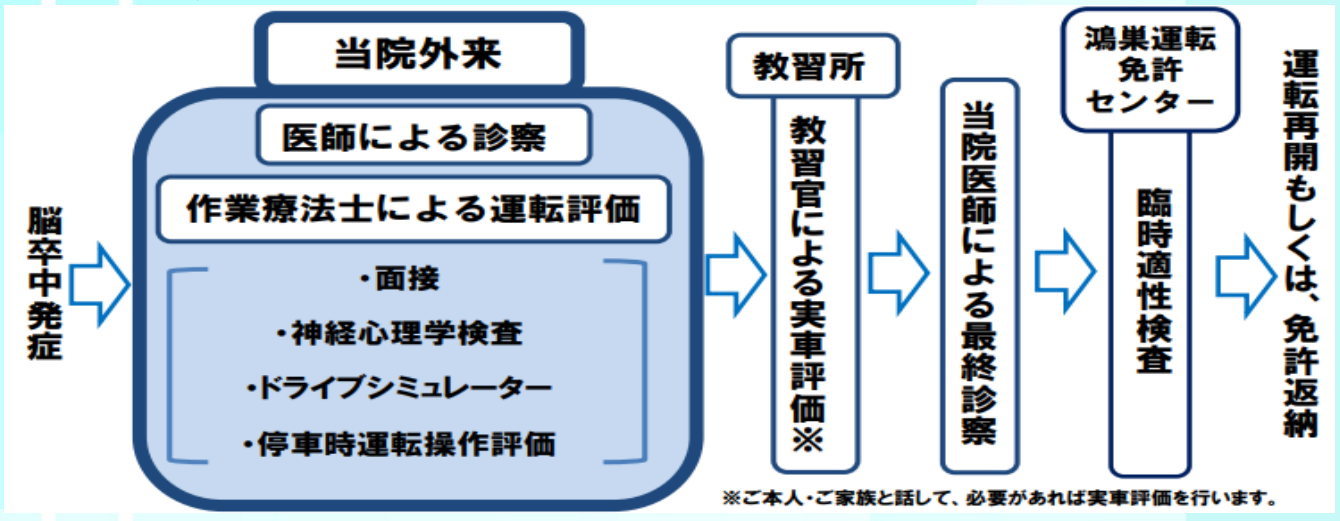 脳卒中発症
当院外来
医師による診察
作業療法士による運転評価
・面接
・神経心理学検査
・ドライブシミュレーター
・停車時運転操作評価
教習所
教習官による実車評価※
当院医師による最終診察
鴻巣運転
免許
センター
臨時適性検査
運転再開もしくは、免許返納
※ご本人・ご家族と話して、必要があれば実車評価を行います。